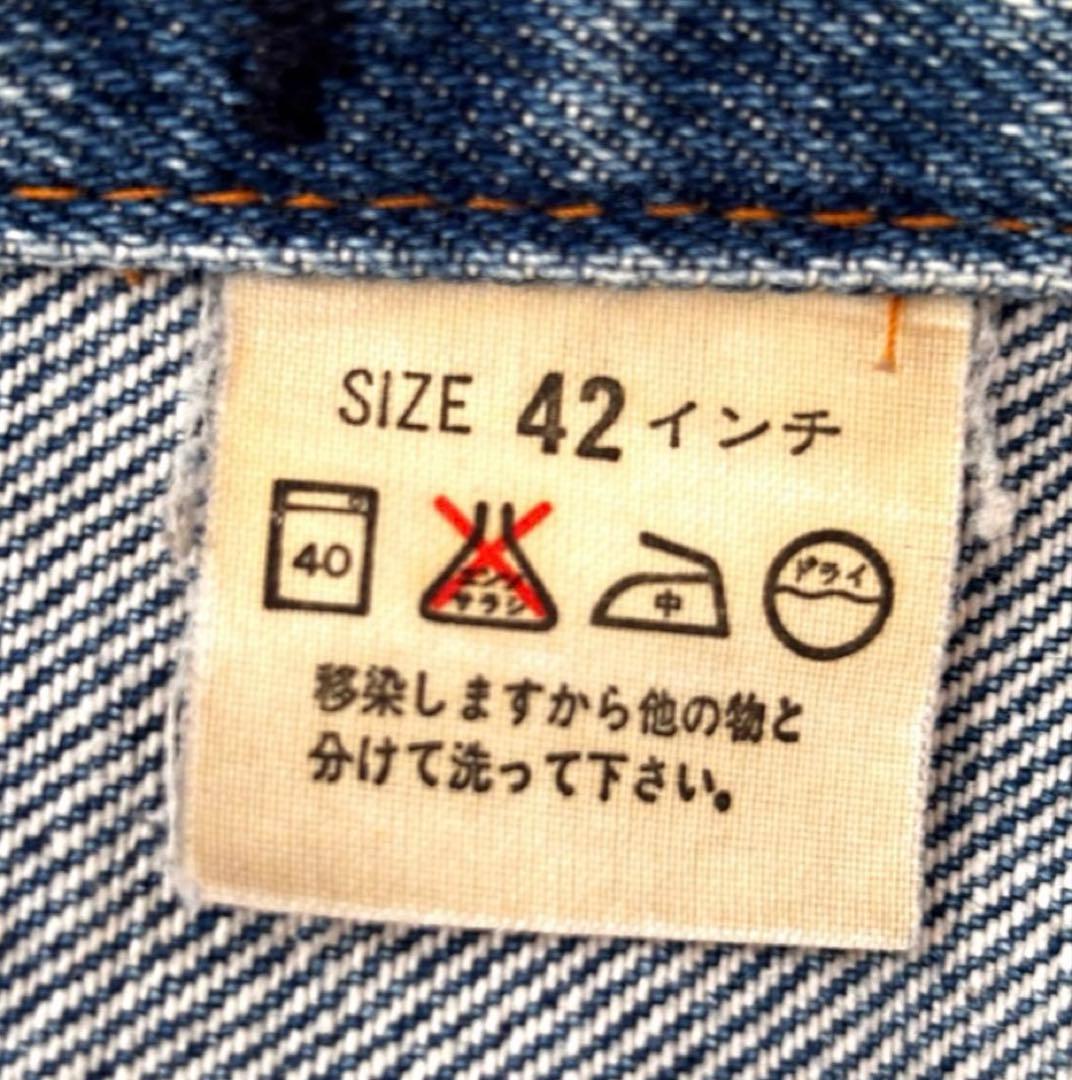 SIZE 42インチ
40 エンソ サラシ 中 ドライ
移染しますから他の物と
分けて洗って下さい。